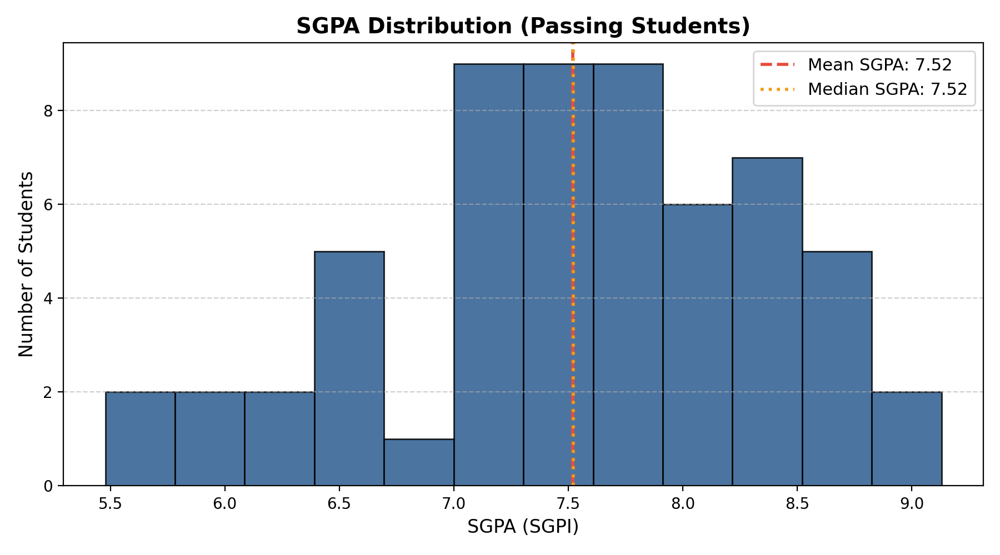 SGPA Distribution (Passing Students)
Mean SGPA: 7.52
Median SGPA: 7.52
Number of Students
8
6
4
2
0
5.5 6.0 6.5 7.0 7.5 8.0 8.5 9.0
SGPA (SGPI)